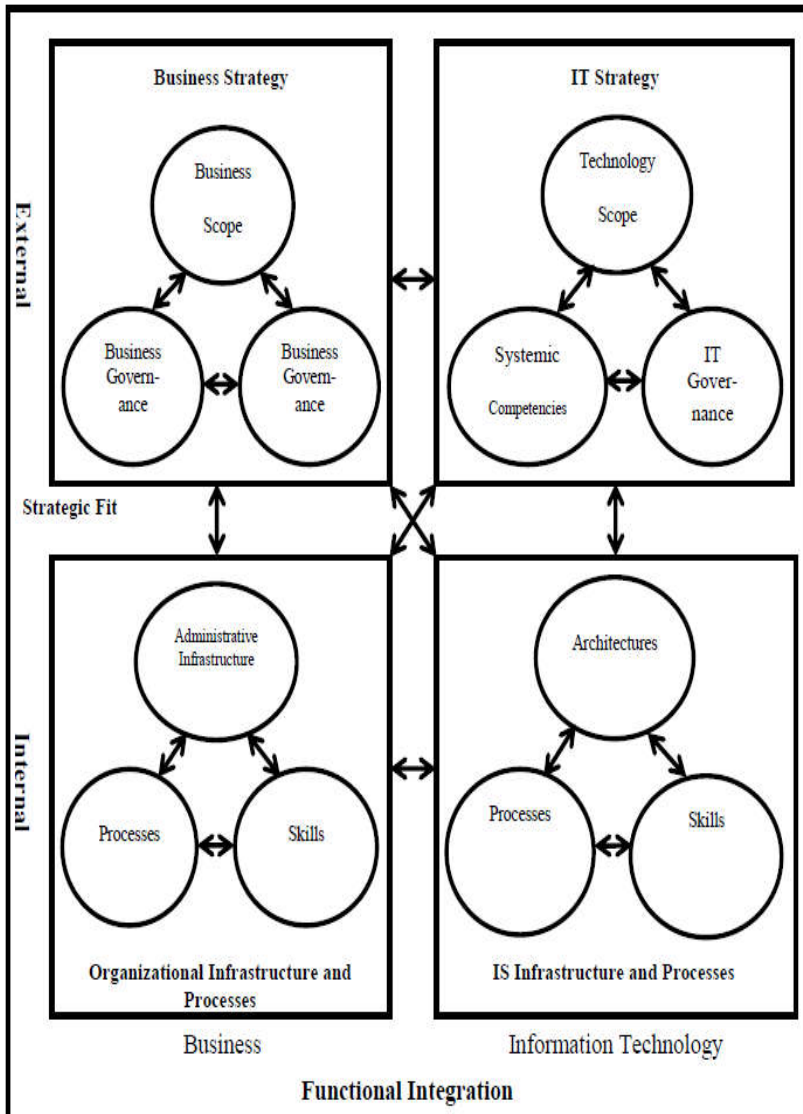 Business Strategy
IT Strategy
Business
Scope
Technology
Scope
External
Business
Govern-
ance
Business
Govern-
ance
Systemic
Competencies
IT
Gover-
nance
Strategic Fit
Administrative
Infrastructure
Architectures
Internal
Processes
Skills
Processes
Skills
Organizational Infrastructure and
Processes
IS Infrastructure and Processes
Business
Information Technology
Functional Integration